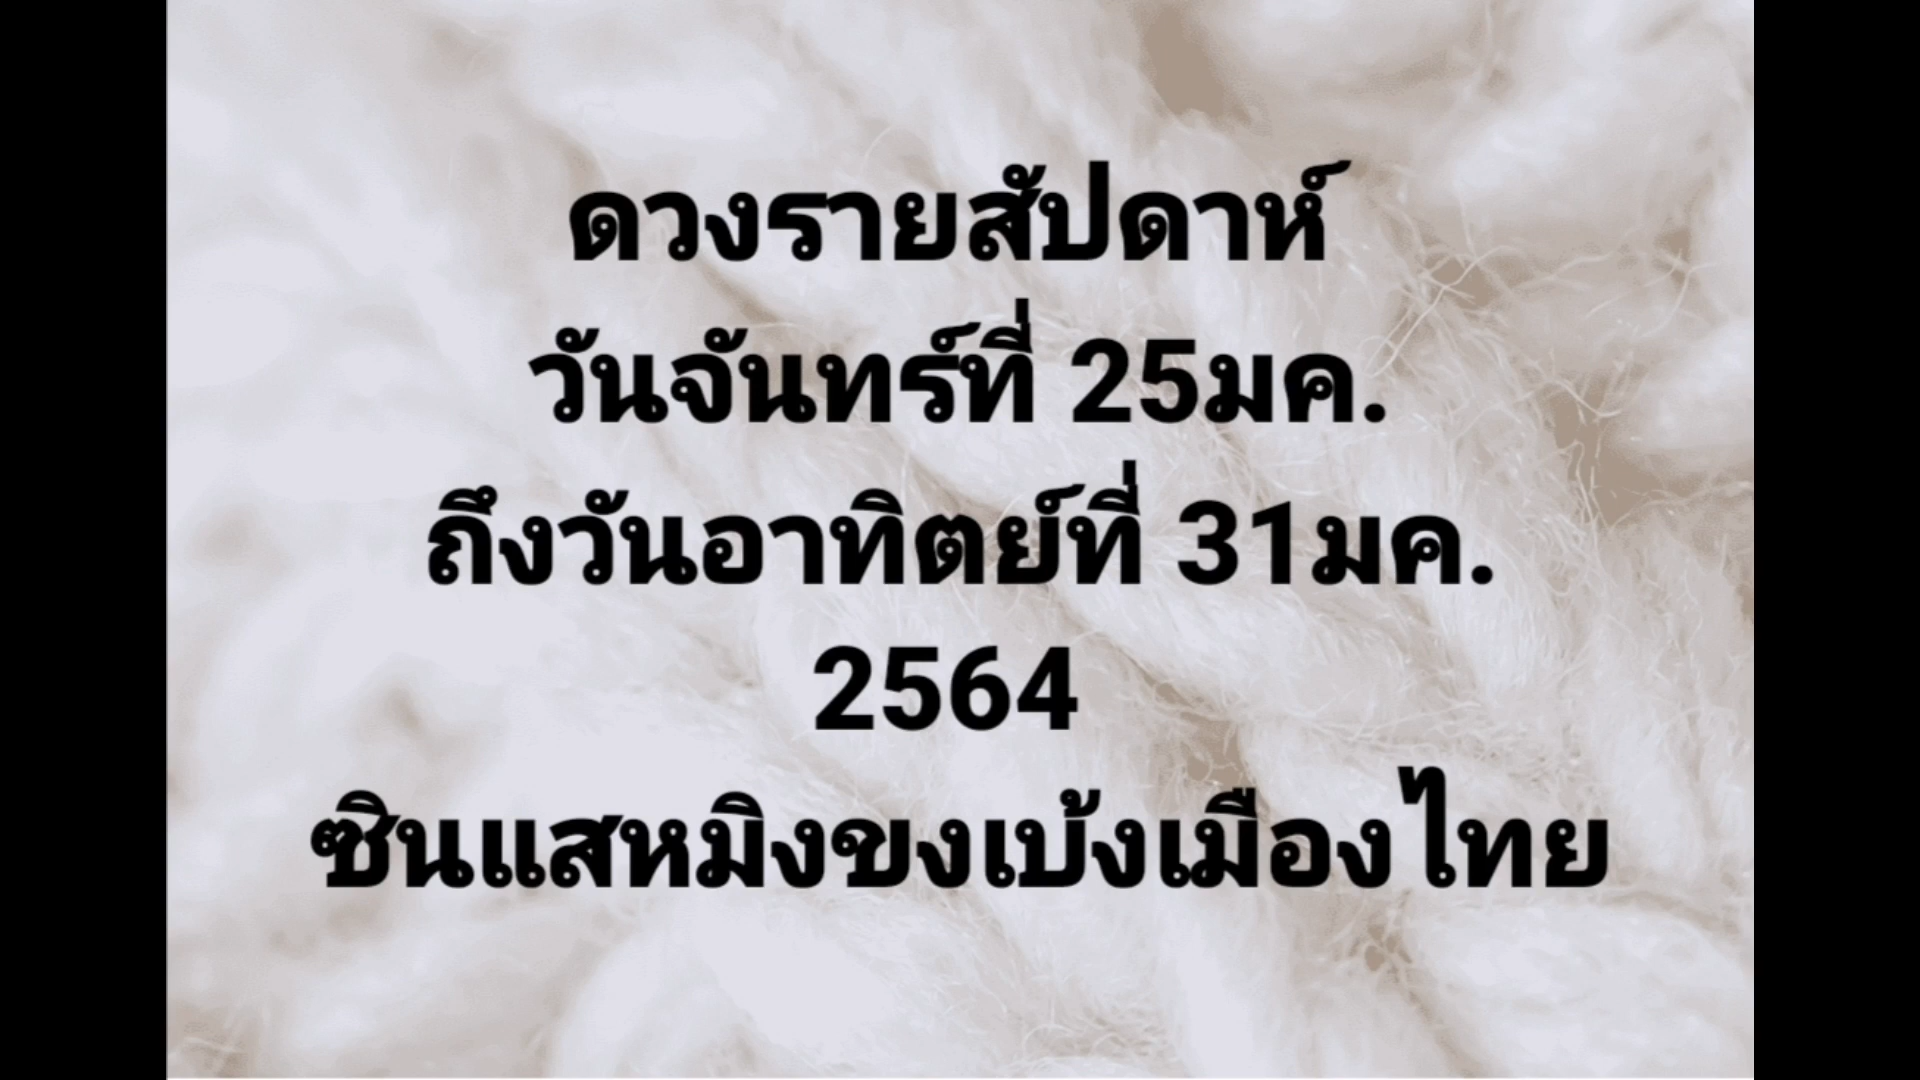 ดวงรายสัปดาห์
วันจันทร์ที่ 25มค.
ถึงวันอาทิตย์ที่ 31มค.
2564
ซินแสหมิงขงเบ้งเมืองไทย